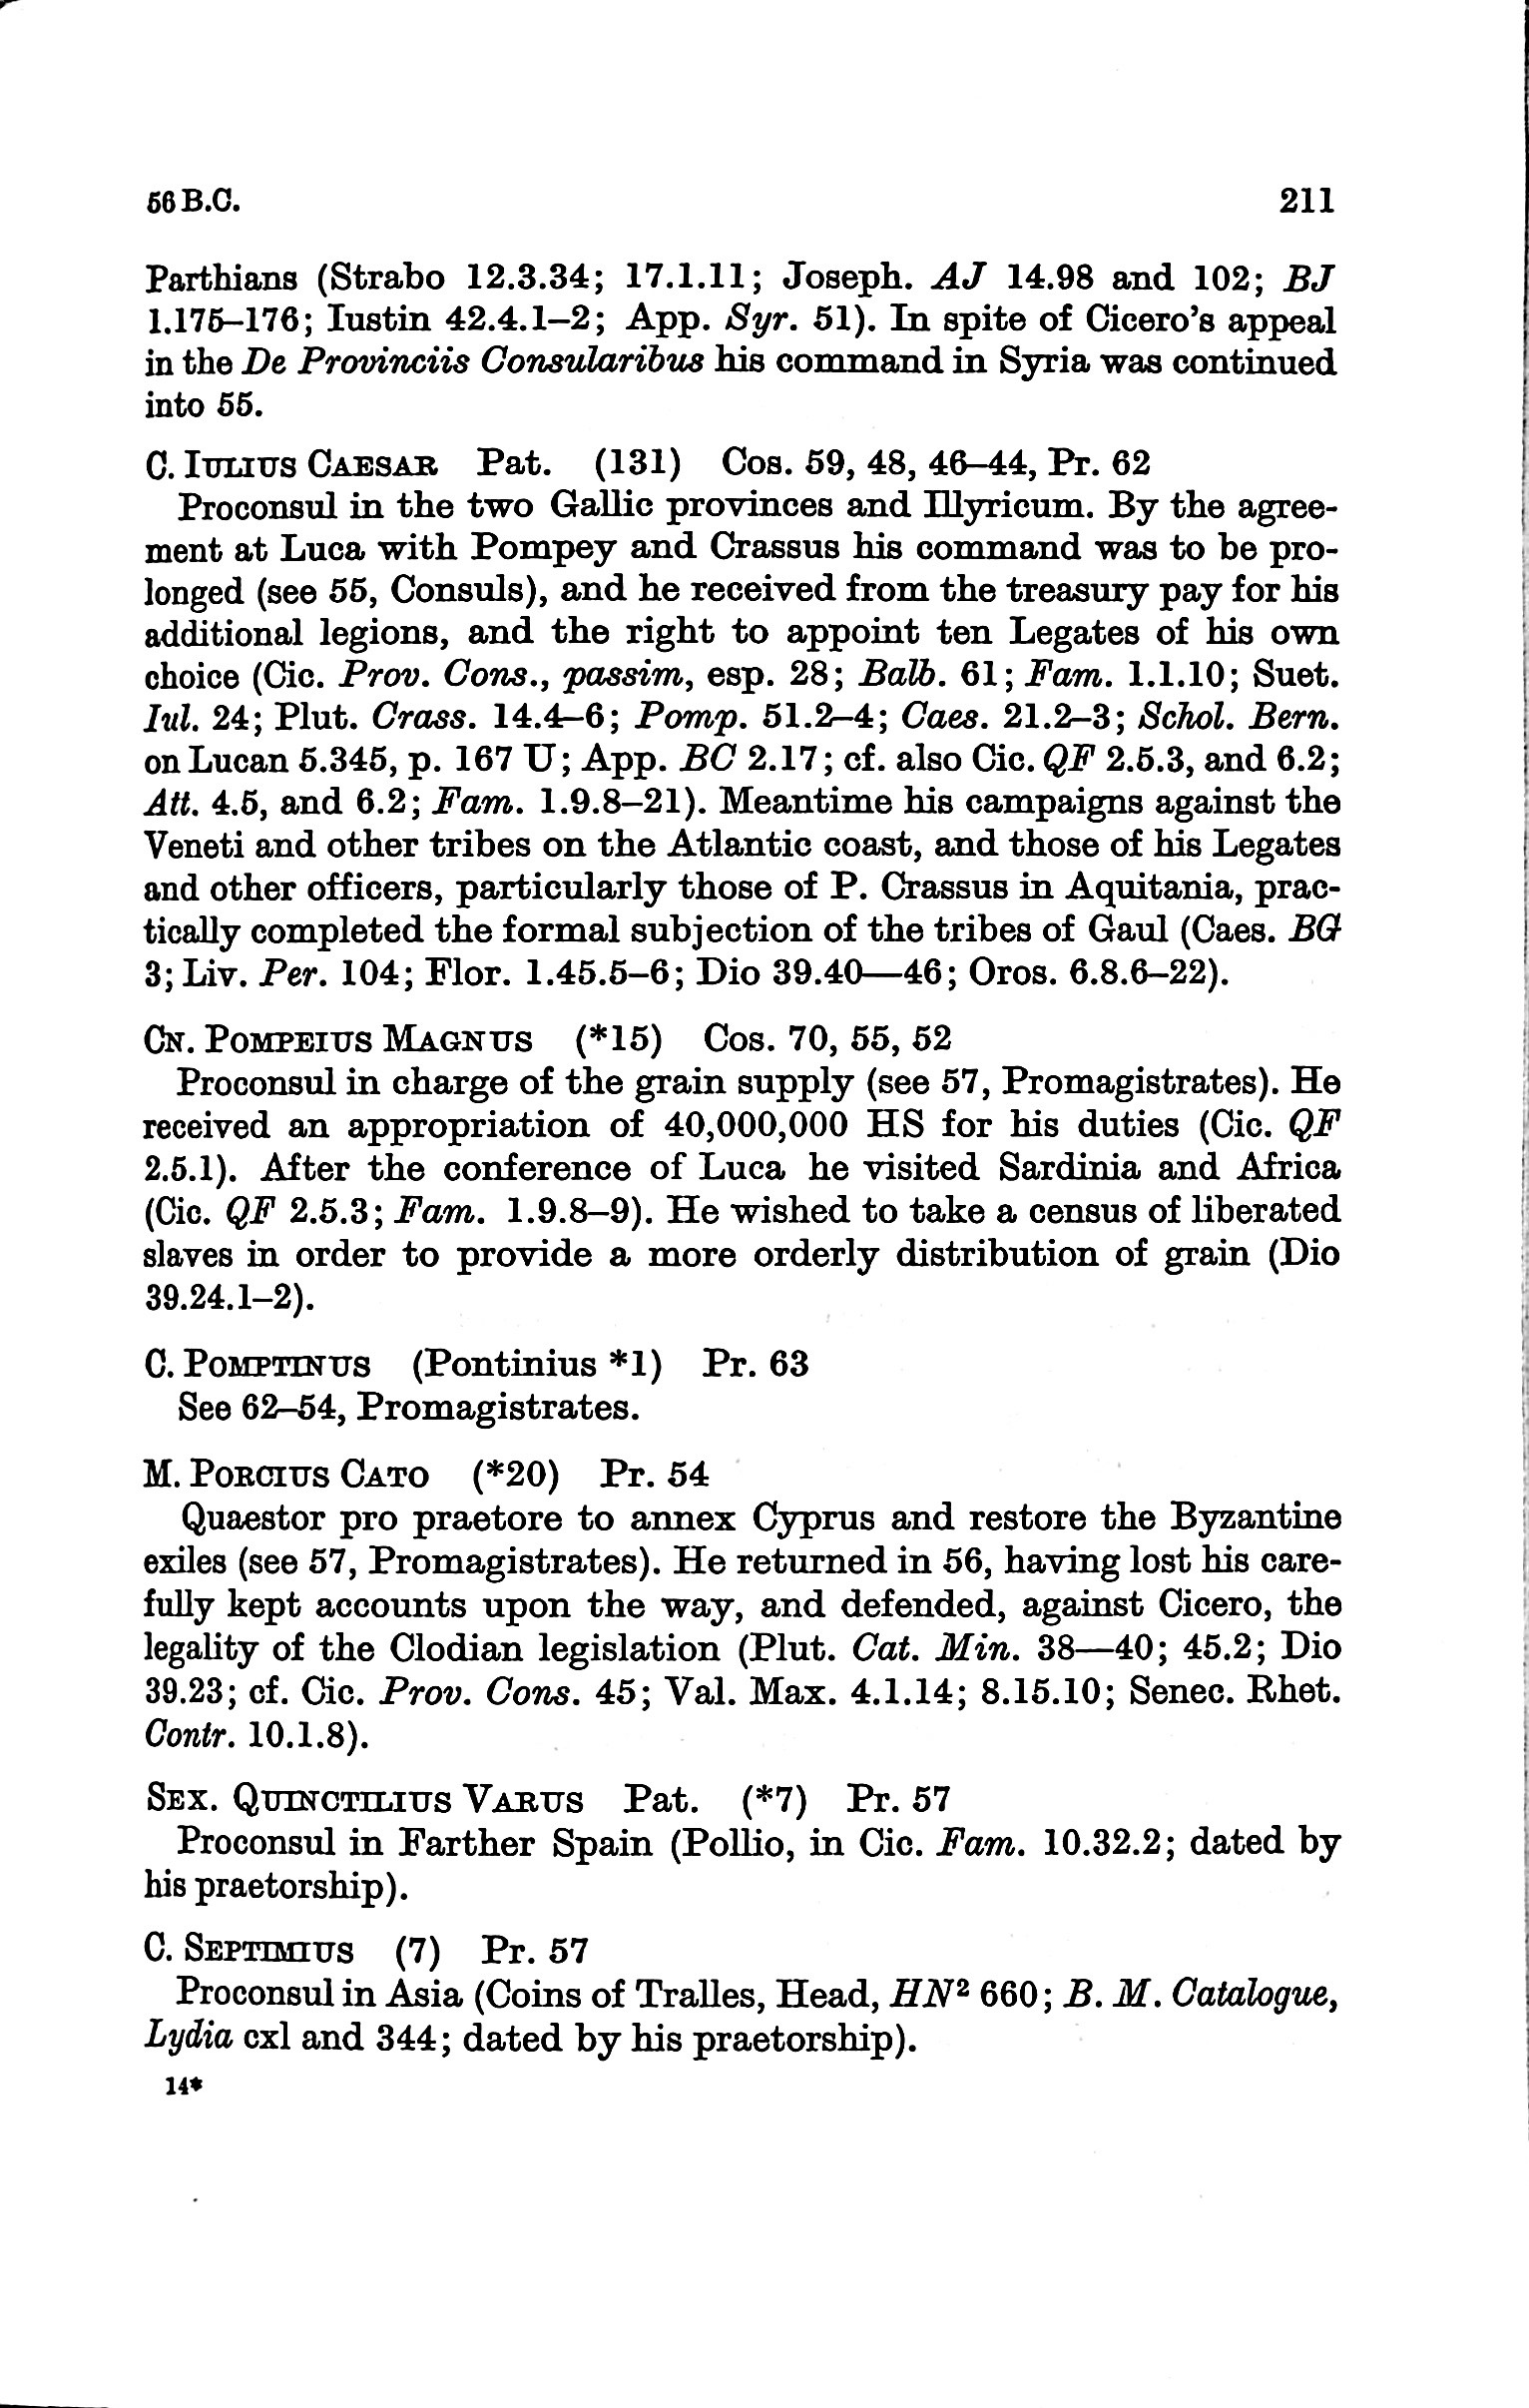 56 B.C. 211
Parthians (Strabo 12.3.34; 17.1.11; Joseph. AJ 14.98 and 102; BJ
1.175–176; Iustin 42.4.1–2; App. Syr. 51). In spite of Cicero's appeal
in the De Provinciis Consularibus his command in Syria was continued
into 55.
C. IULIUS CAESAR Pat. (131) Cos. 59, 48, 46–44, Pr. 62
Proconsul in the two Gallic provinces and Illyricum. By the agree-
ment at Luca with Pompey and Crassus his command was to be pro-
longed (see 55, Consuls), and he received from the treasury pay for his
additional legions, and the right to appoint ten Legates of his own
choice (Cic. Prov. Cons., passim, esp. 28; Balb. 61; Fam. 1.1.10; Suet.
Iul. 24; Plut. Crass. 14.4–6; Pomp. 51.2–4; Caes. 21.2–3; Schol. Bern.
on Lucan 5.345, p. 167 U; App. BC 2.17; cf. also Cic. QF 2.5.3, and 6.2;
Att. 4.5, and 6.2; Fam. 1.9.8–21). Meantime his campaigns against the
Veneti and other tribes on the Atlantic coast, and those of his Legates
and other officers, particularly those of P. Crassus in Aquitania, prac-
tically completed the formal subjection of the tribes of Gaul (Caes. BG
3; Liv. Per. 104; Flor. 1.45.5–6; Dio 39.40—46; Oros. 6.8.6–22).
CN. POMPEIUS MAGNUS (*15) Cos. 70, 55, 52
Proconsul in charge of the grain supply (see 57, Promagistrates). He
received an appropriation of 40,000,000 HS for his duties (Cic. QF
2.5.1). After the conference of Luca he visited Sardinia and Africa
(Cic. QF 2.5.3; Fam. 1.9.8–9). He wished to take a census of liberated
slaves in order to provide a more orderly distribution of grain (Dio
39.24.1–2).
C. POMPTINUS (Pontinius *1) Pr. 63
See 62–54, Promagistrates.
M. PORCIUS CATO (*20) Pr. 54
Quaestor pro praetore to annex Cyprus and restore the Byzantine
exiles (see 57, Promagistrates). He returned in 56, having lost his care-
fully kept accounts upon the way, and defended, against Cicero, the
legality of the Clodian legislation (Plut. Cat. Min. 38—40; 45.2; Dio
39.23; cf. Cic. Prov. Cons. 45; Val. Max. 4.1.14; 8.15.10; Senec. Rhet.
Contr. 10.1.8).
SEX. QUINCTILIUS VARUS Pat. (*7) Pr. 57
Proconsul in Farther Spain (Pollio, in Cic. Fam. 10.32.2; dated by
his praetorship).
C. SEPTIMIUS (7) Pr. 57
Proconsul in Asia (Coins of Tralles, Head, HN² 660; B. M. Catalogue,
Lydia cxl and 344; dated by his praetorship).
14*